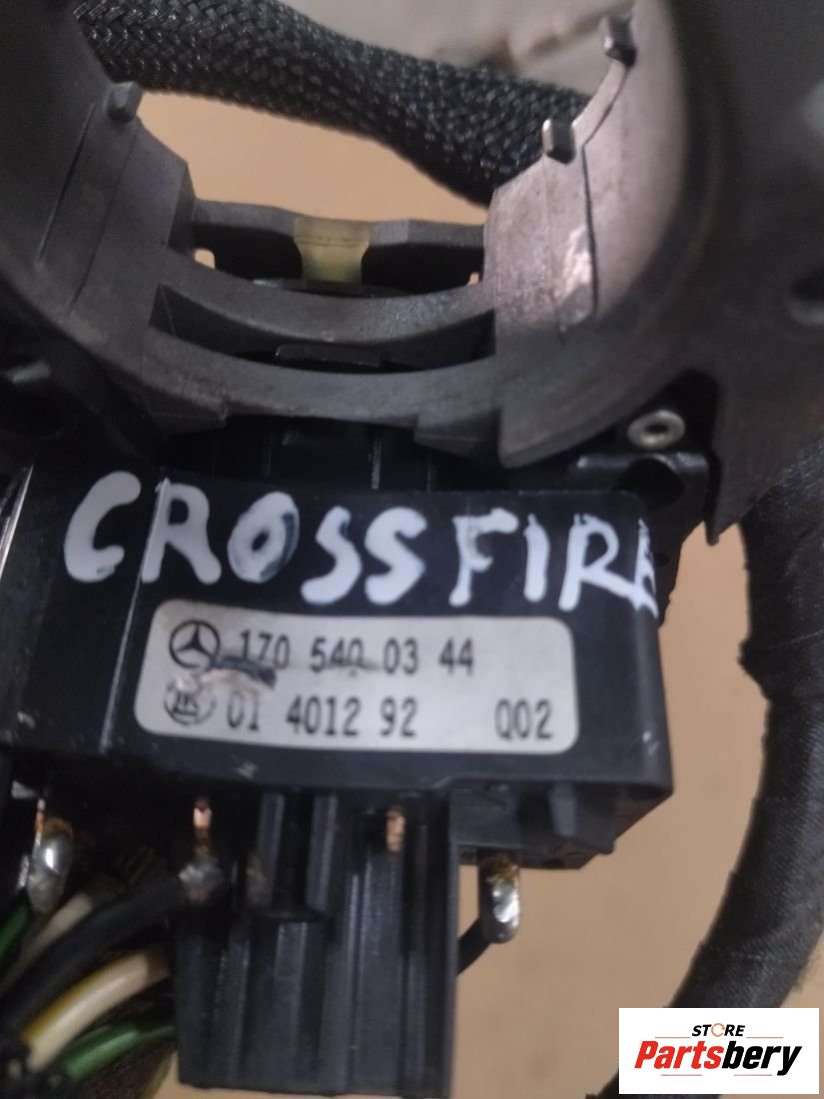 CROSSFIRE
170 540 03 44
01 4012 92 Q02
STORE
Partsbery